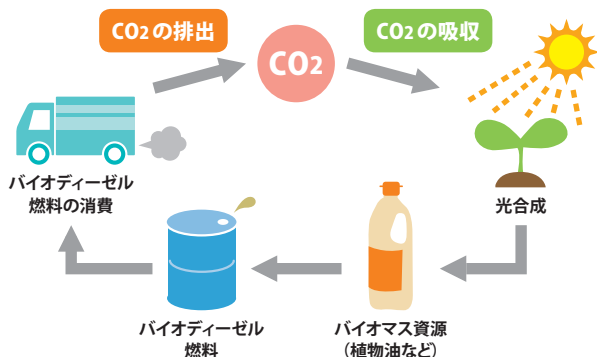 CO2の排出
CO2
CO2の吸収
バイオディーゼル
燃料の消費
光合成
バイオディーゼル
燃料
バイオマス資源
（植物油など）